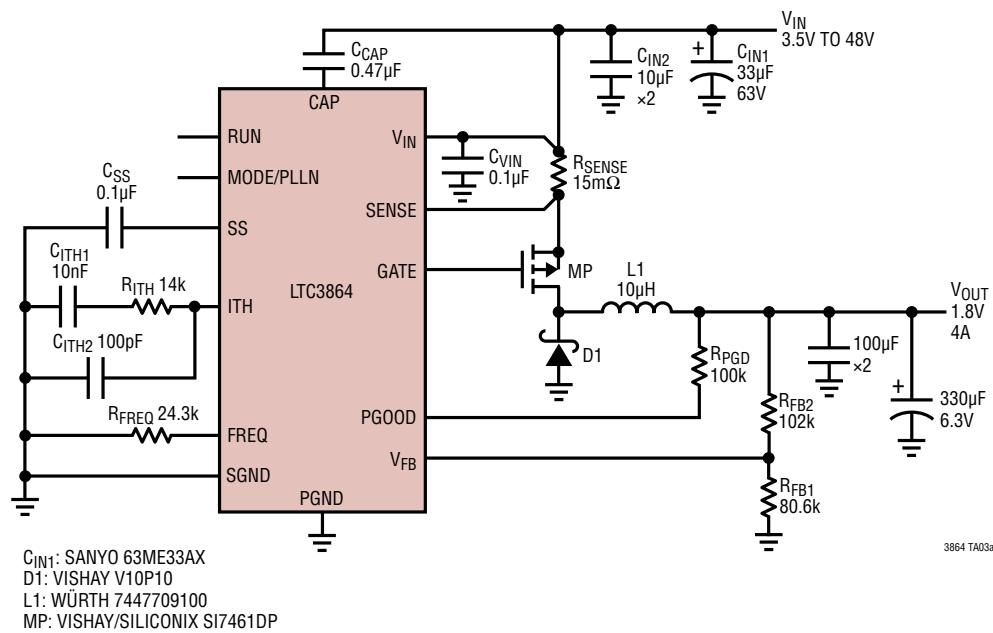 VIN
3.5V TO 48V
CCAP
0.47µF
CIN2
10µF
×2
+
CIN1
33µF
63V
CAP
RUN
VIN
CVIN
0.1µF
RSENSE
15mΩ
MODE/PLLN
CSS
0.1µF
SENSE
SS
CITH1
10nF
RITH 14k
GATE
MP
L1
10µH
LTC3864
ITH
VOUT
1.8V
4A
CITH2 100pF
D1
RPGD
100k
100µF
×2
+
330µF
6.3V
RFREQ 24.3k
PGOOD
RFB2
102k
FREQ
VFB
SGND
PGND
RFB1
80.6k
3864 TA03a
CIN1: SANYO 63ME33AX
D1: VISHAY V10P10
L1: WÜRTH 7447709100
MP: VISHAY/SILICONIX SI7461DP